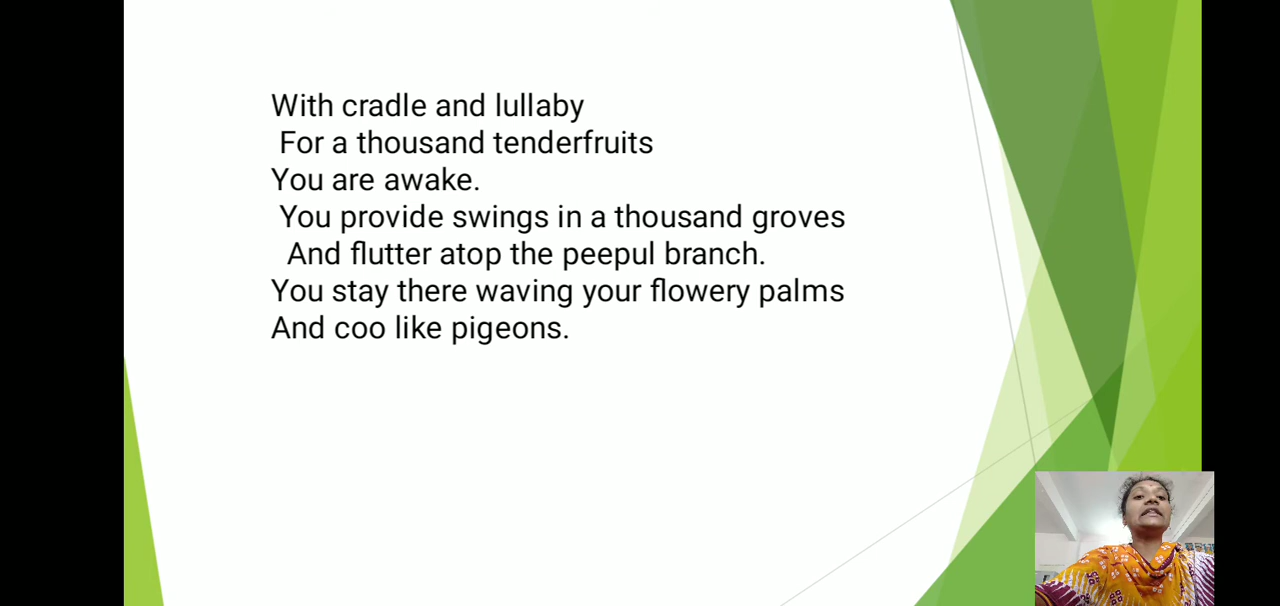 With cradle and lullaby
For a thousand tenderfruits
You are awake.
You provide swings in a thousand groves
And flutter atop the peepul branch.
You stay there waving your flowery palms
And coo like pigeons.